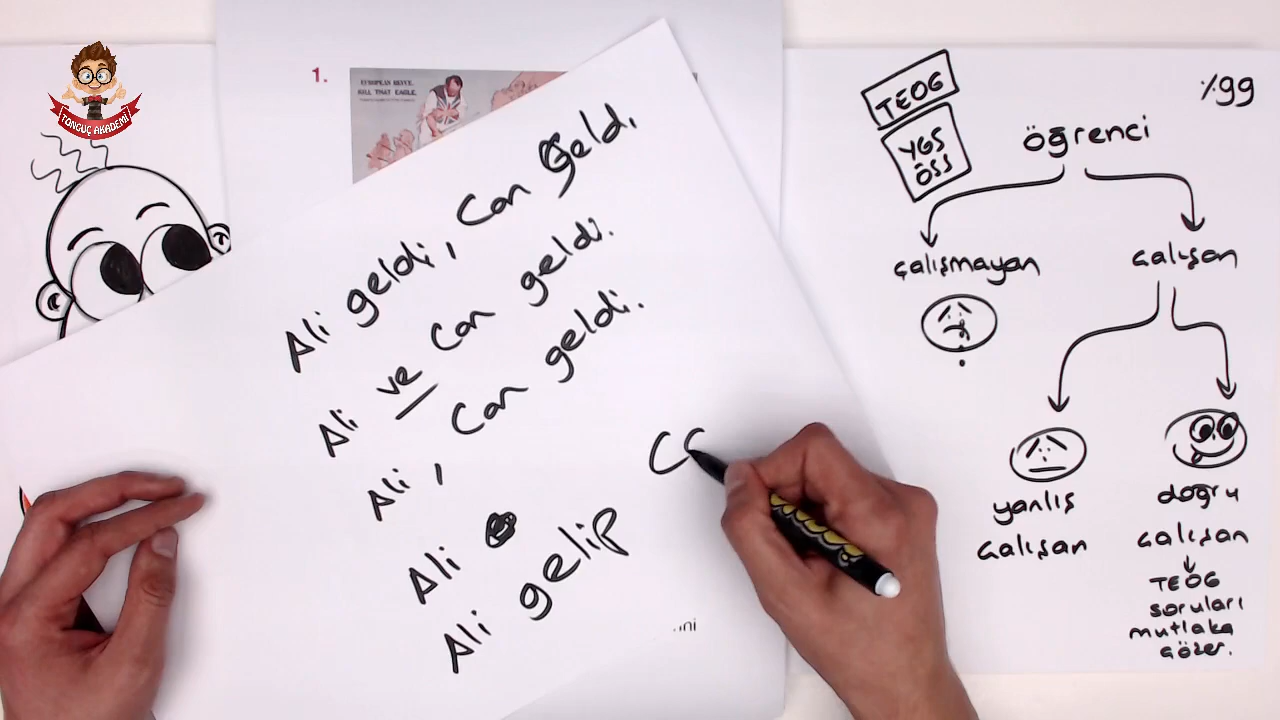 TONGUÇ AKADEMİ
1.
EUROPEAN REVUE.
KILL THAT EAGLE.
Ali geldi, Can geldi.
Ali ve Can geldi.
Ali, Can geldi.
Ali
Ali gelip
TEOG
YGS
ÖSS
%99
öğrenci
çalışmayan
çalışan
yanlış
çalışan
doğru
çalışan
TEOG
soruları
mutlaka
çözer.